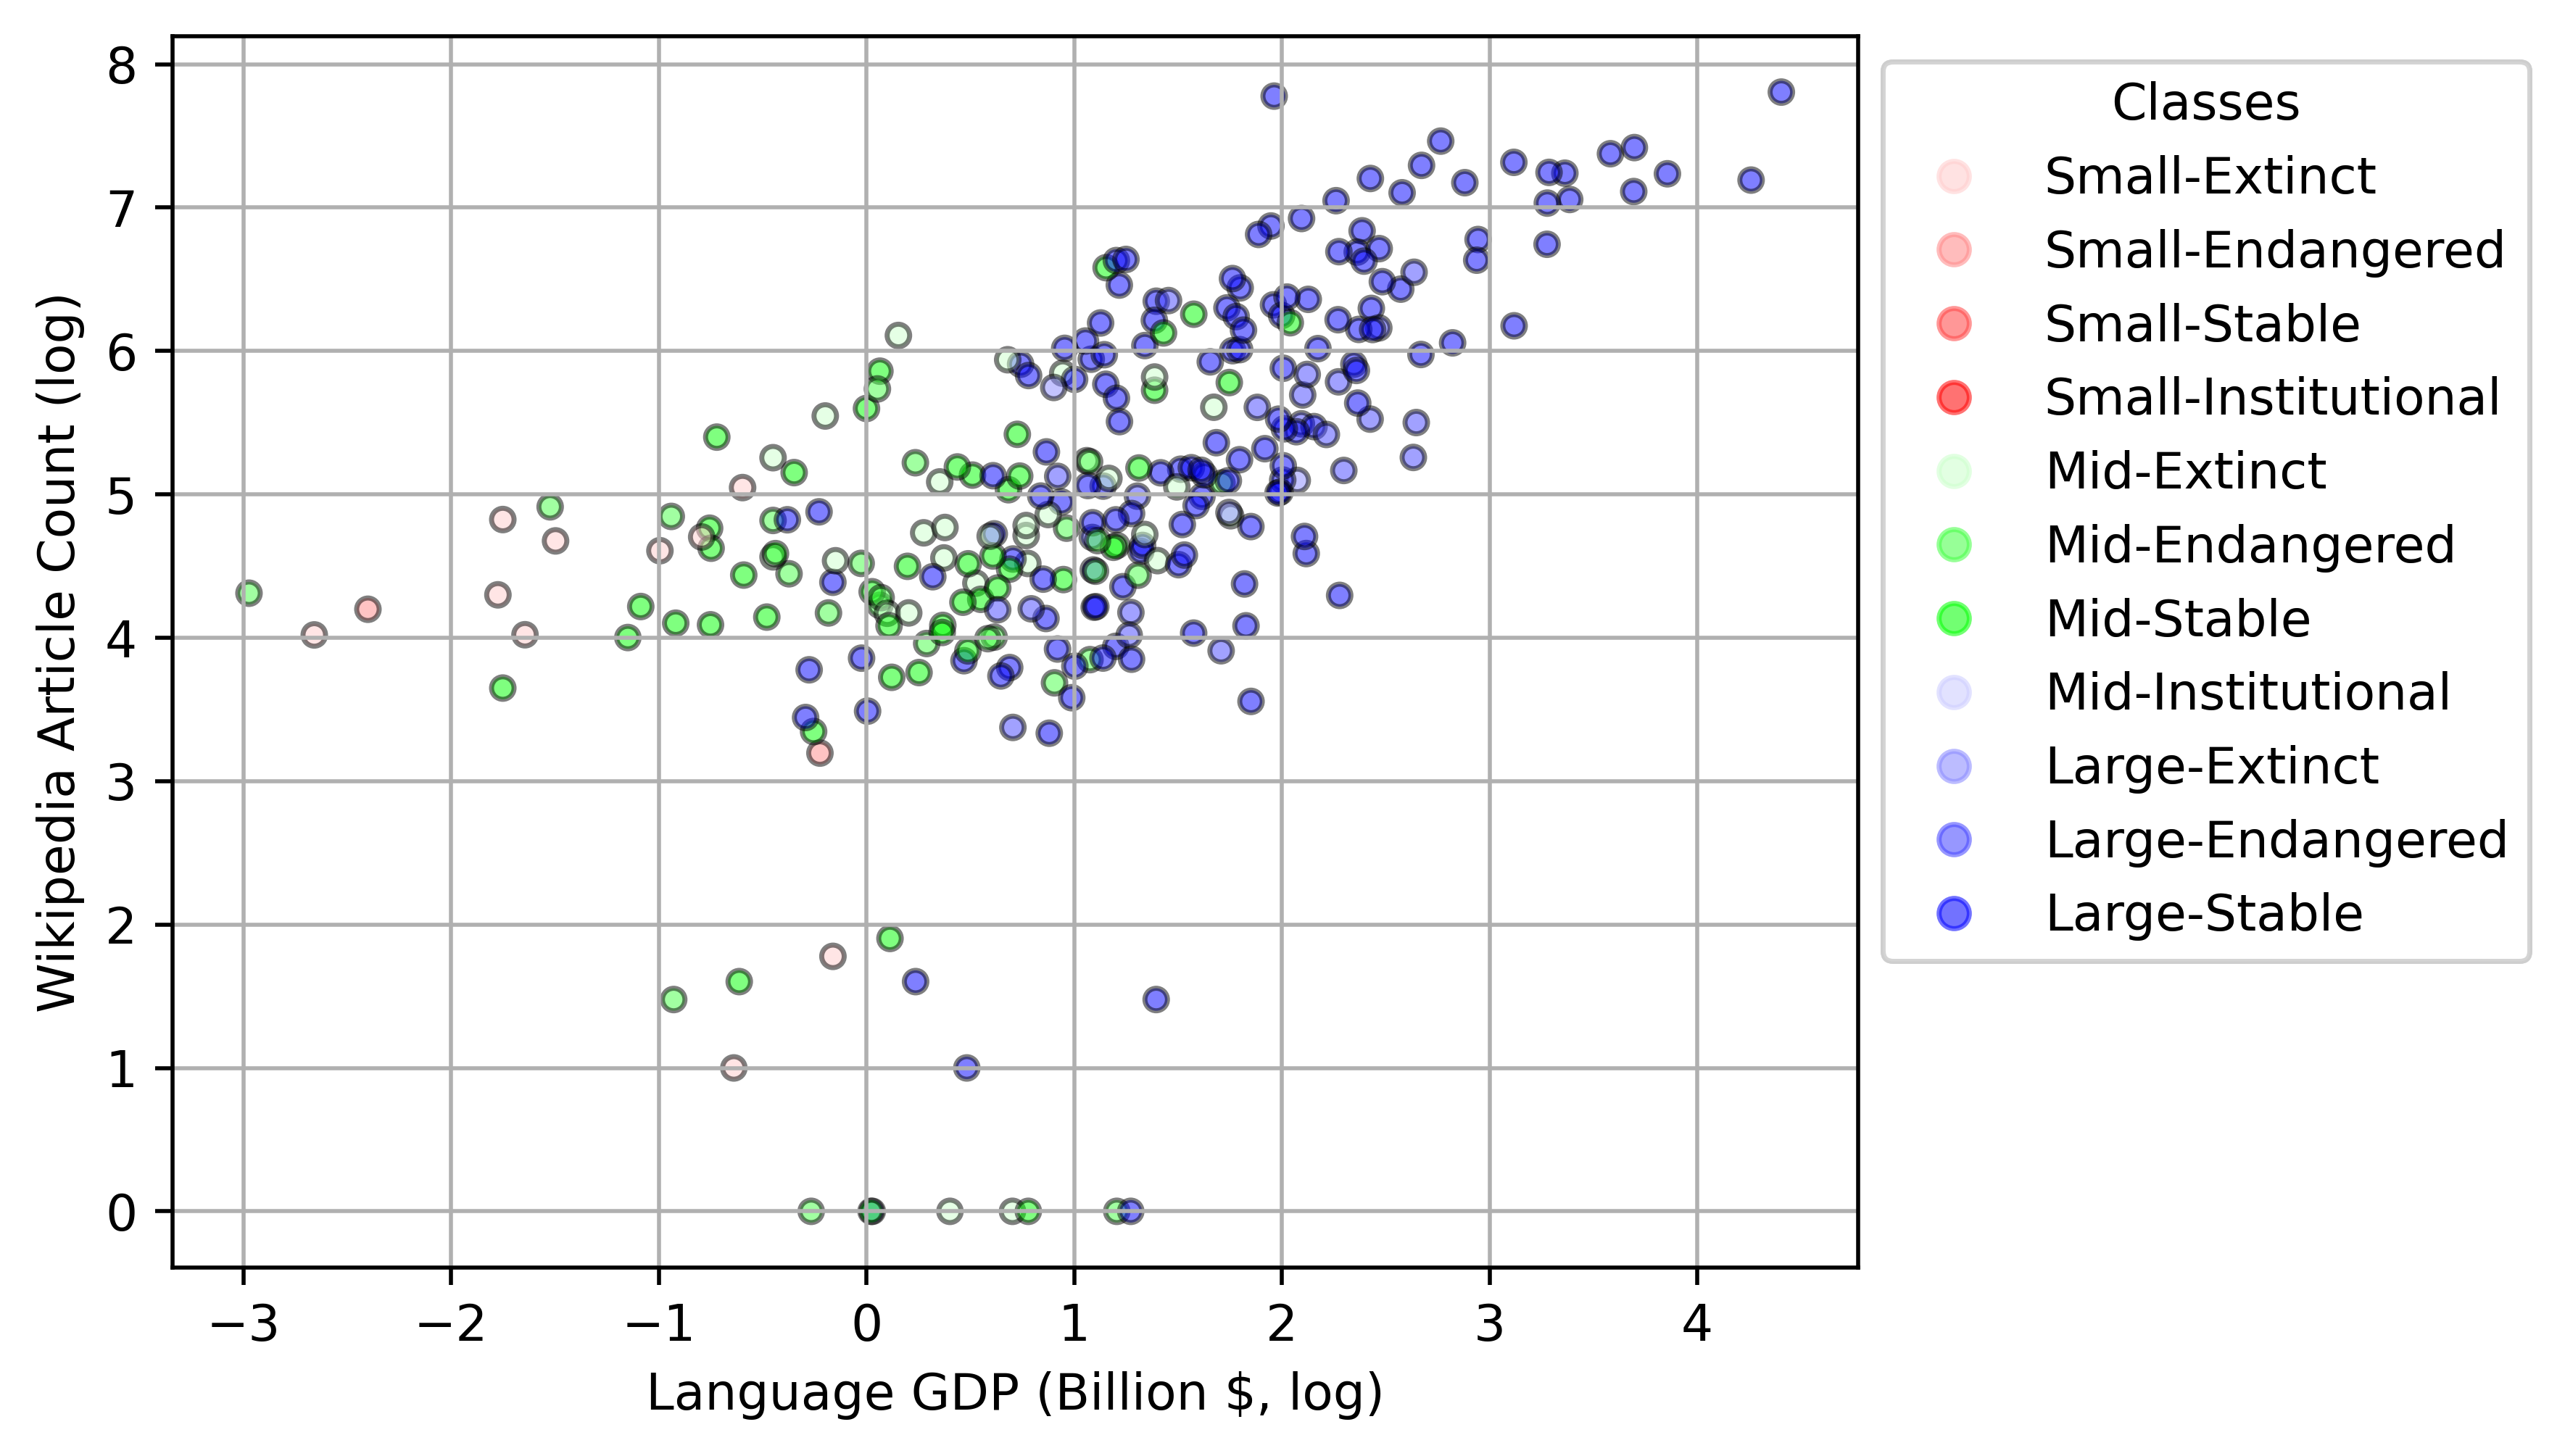 8
7
6
5
4
3
2
1
0
Wikipedia Article Count (log)
−3 −2 −1 0 1 2 3 4
Language GDP (Billion $, log)
Classes
Small-Extinct
Small-Endangered
Small-Stable
Small-Institutional
Mid-Extinct
Mid-Endangered
Mid-Stable
Mid-Institutional
Large-Extinct
Large-Endangered
Large-Stable